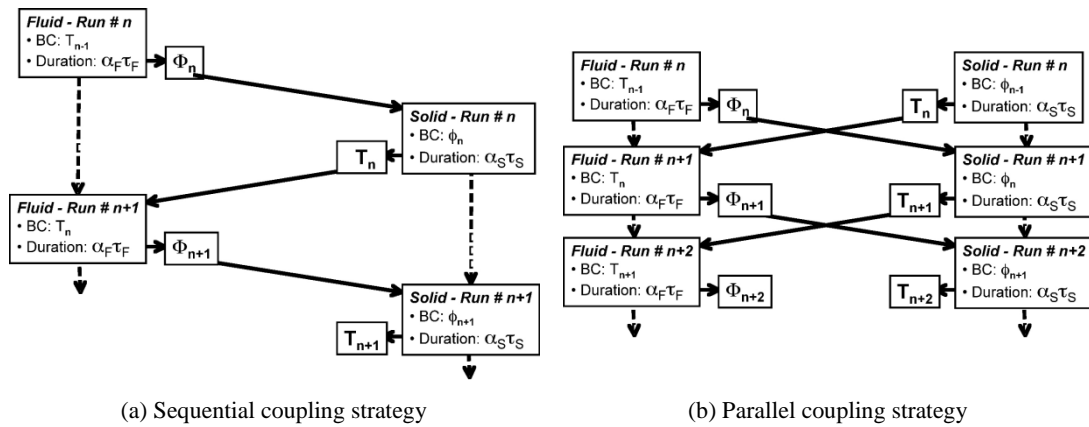 Fluid - Run # n
• BC: Tn-1
• Duration: αFτF
Φn
Solid - Run # n
• BC: ϕn
• Duration: αSτS
Tn
Fluid - Run # n+1
• BC: Tn
• Duration: αFτF
Φn+1
Solid - Run # n+1
• BC: ϕn+1
• Duration: αSτS
Tn+1
(a) Sequential coupling strategy
Fluid - Run # n
• BC: Tn-1
• Duration: αFτF
Φn
Tn
Solid - Run # n
• BC: ϕn-1
• Duration: αSτS
Fluid - Run # n+1
• BC: Tn
• Duration: αFτF
Φn+1
Tn+1
Solid - Run # n+1
• BC: ϕn
• Duration: αSτS
Fluid - Run # n+2
• BC: Tn+1
• Duration: αFτF
Φn+2
Tn+2
Solid - Run # n+2
• BC: ϕn+1
• Duration: αSτS
(b) Parallel coupling strategy